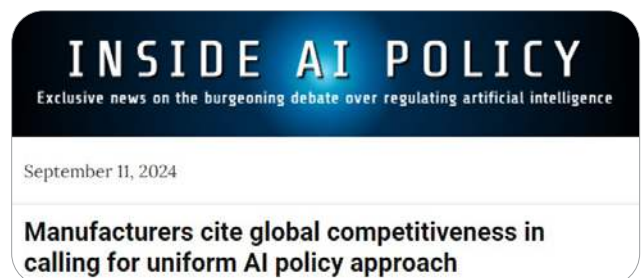 INSIDE AI POLICY
Exclusive news on the burgeoning debate over regulating artificial intelligence
September 11, 2024
Manufacturers cite global competitiveness in
calling for uniform AI policy approach